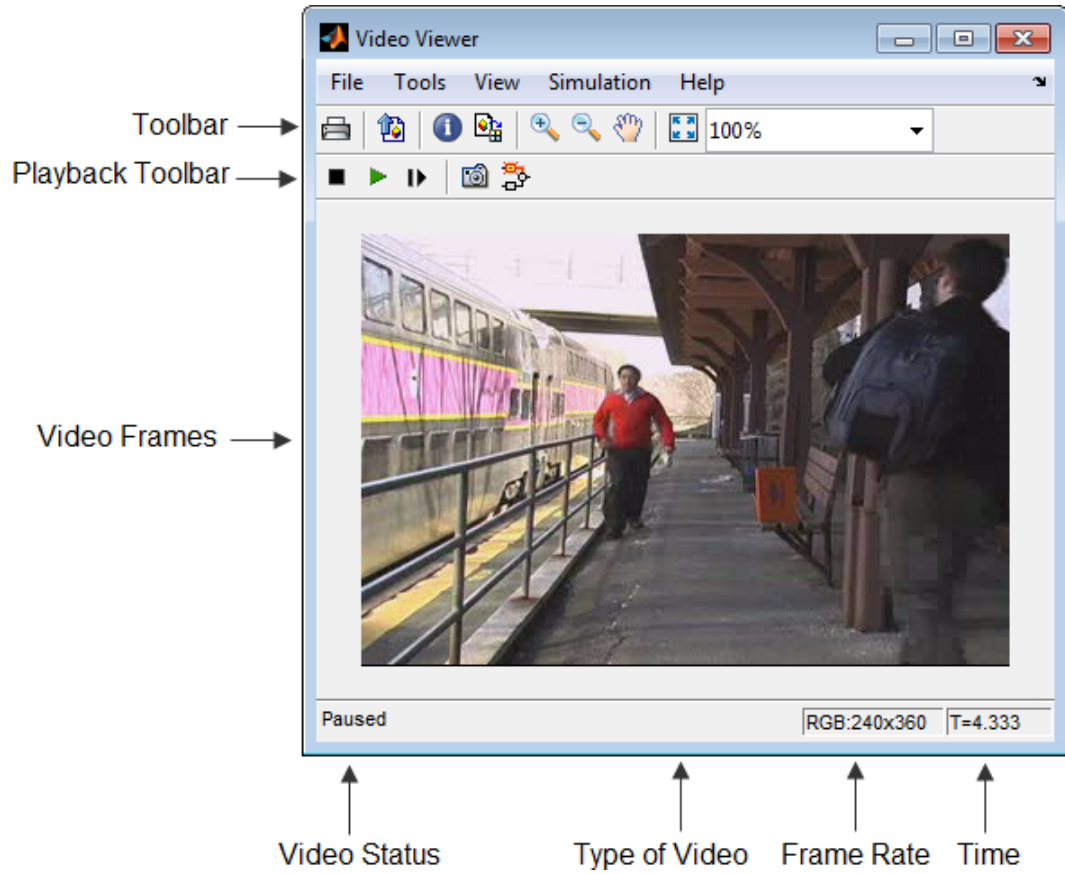 Video Viewer
File Tools View Simulation Help
Toolbar
100%
Playback Toolbar
Video Frames
Paused
RGB:240x360
T=4.333
Video Status
Type of Video
Frame Rate
Time